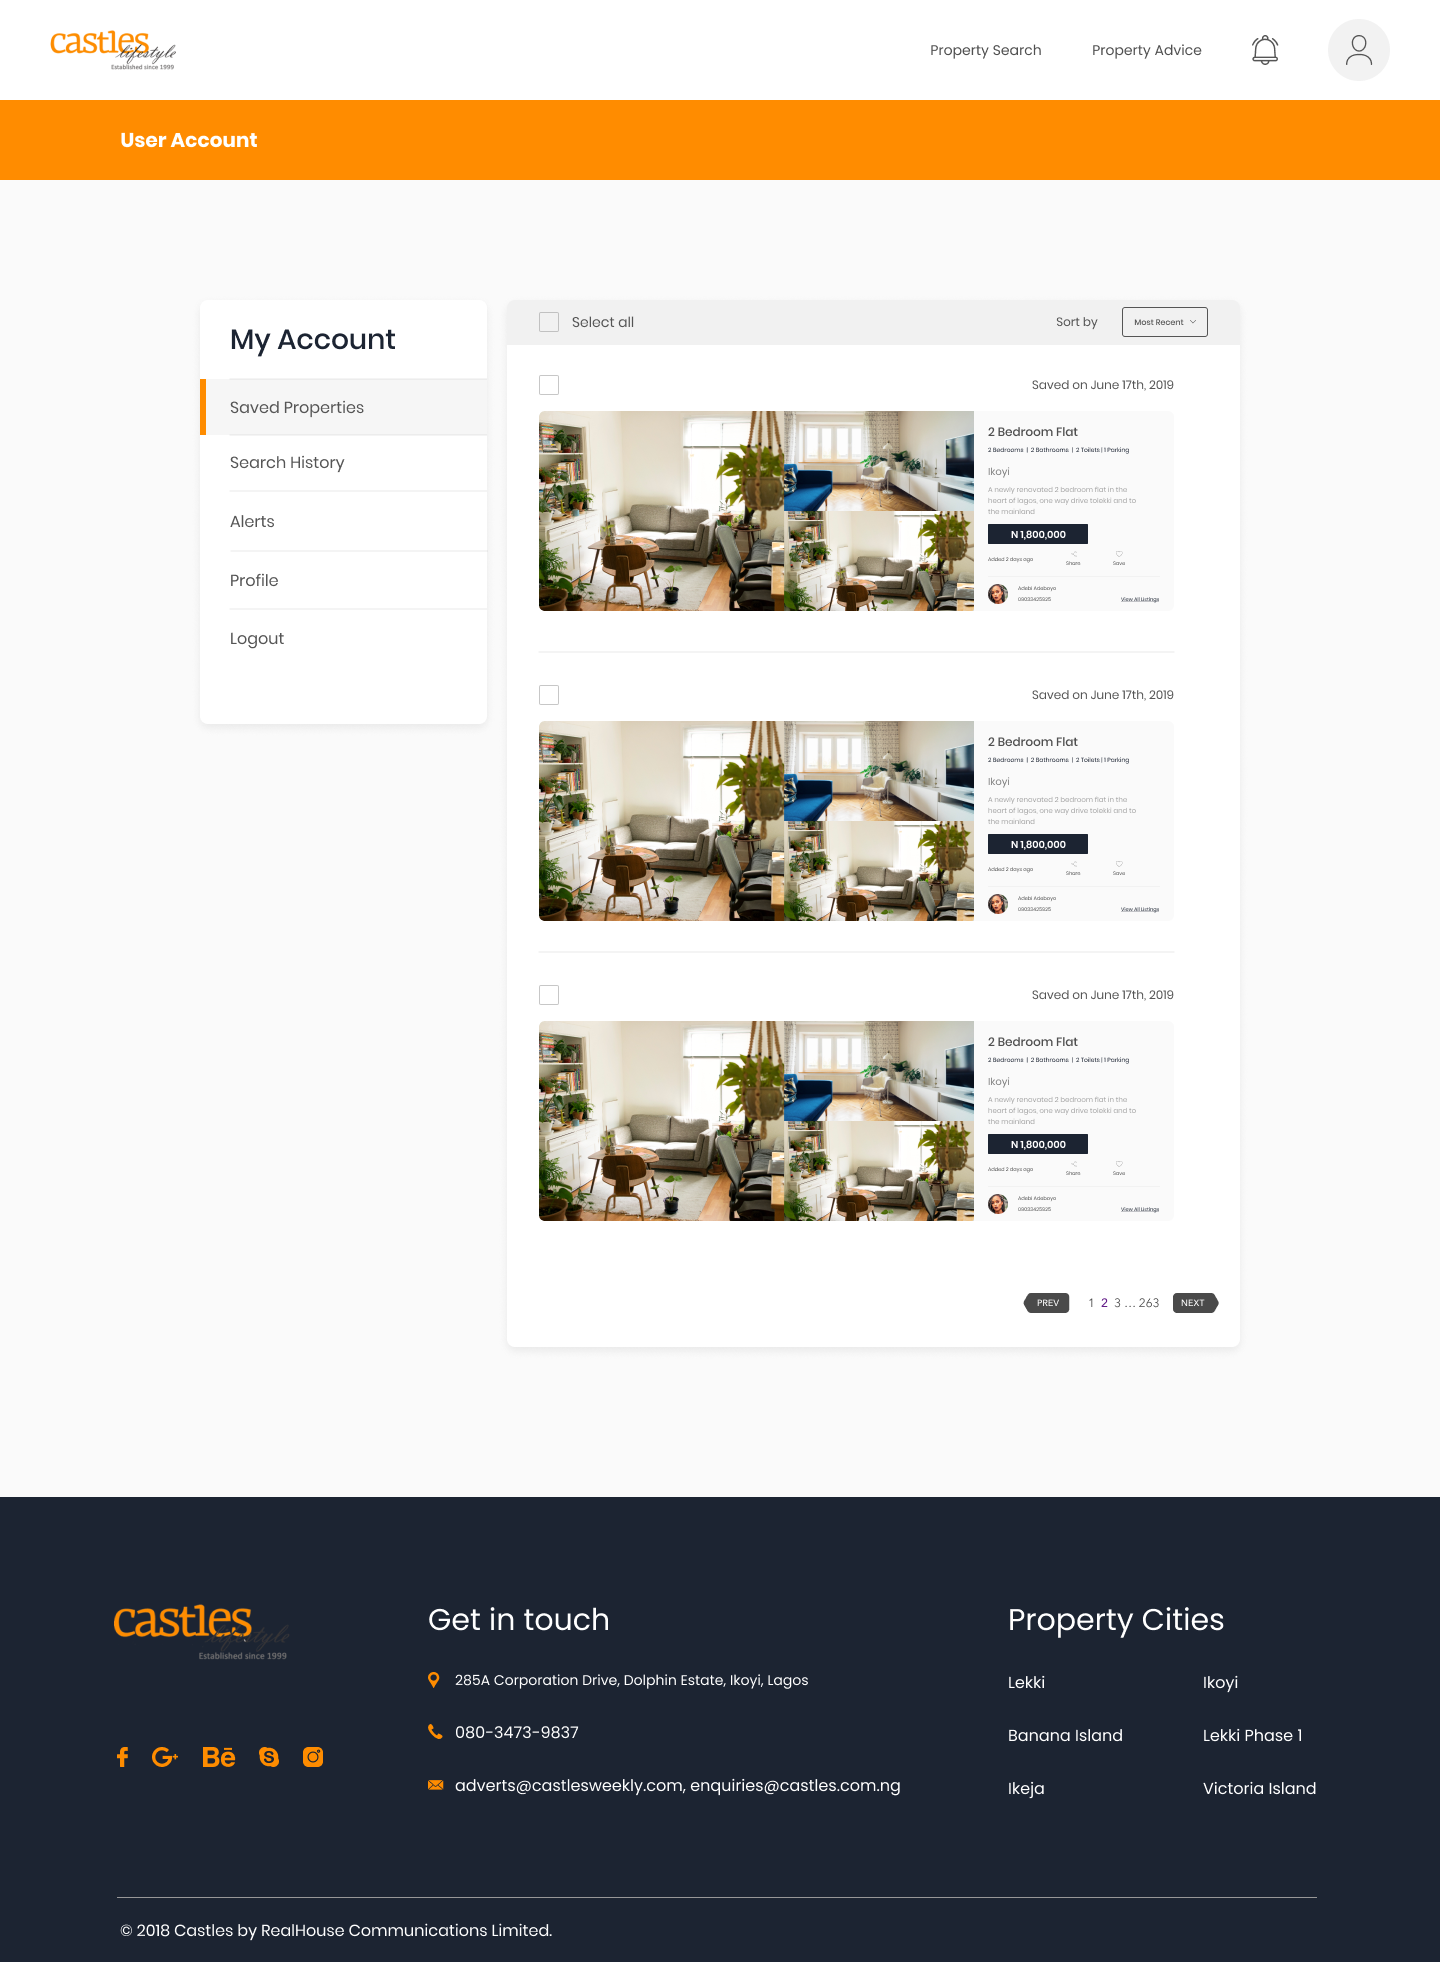 castles
lifestyle
Established since 1999
Property Search
Property Advice
User Account
My Account
Saved Properties
Search History
Alerts
Profile
Logout
Select all
Sort by
Most Recent
Saved on June 17th, 2019
2 Bedroom Flat
2 Bedrooms | 2 Bathrooms | 2 Toilets | 1 Parking
Ikoyi
A newly renovated 2 bedroom flat in the
heart of lagos, one way drive tolekki and to
the mainland
N 1,800,000
Added 2 days ago
Share
Save
Adebi Adeboyo
09033425925
View All Listings
Saved on June 17th, 2019
2 Bedroom Flat
2 Bedrooms | 2 Bathrooms | 2 Toilets | 1 Parking
Ikoyi
A newly renovated 2 bedroom flat in the
heart of lagos, one way drive tolekki and to
the mainland
N 1,800,000
Added 2 days ago
Share
Save
Adebi Adeboyo
09033425925
View All Listings
Saved on June 17th, 2019
2 Bedroom Flat
2 Bedrooms | 2 Bathrooms | 2 Toilets | 1 Parking
Ikoyi
A newly renovated 2 bedroom flat in the
heart of lagos, one way drive tolekki and to
the mainland
N 1,800,000
Added 2 days ago
Share
Save
Adebi Adeboyo
09033425925
View All Listings
PREV 1 2 3 ... 263 NEXT
castles
lifestyle
Established since 1999
Get in touch
285A Corporation Drive, Dolphin Estate, Ikoyi, Lagos
080-3473-9837
adverts@castlesweekly.com, enquiries@castles.com.ng
Property Cities
Lekki
Ikoyi
Banana Island
Lekki Phase 1
Ikeja
Victoria Island
© 2018 Castles by RealHouse Communications Limited.